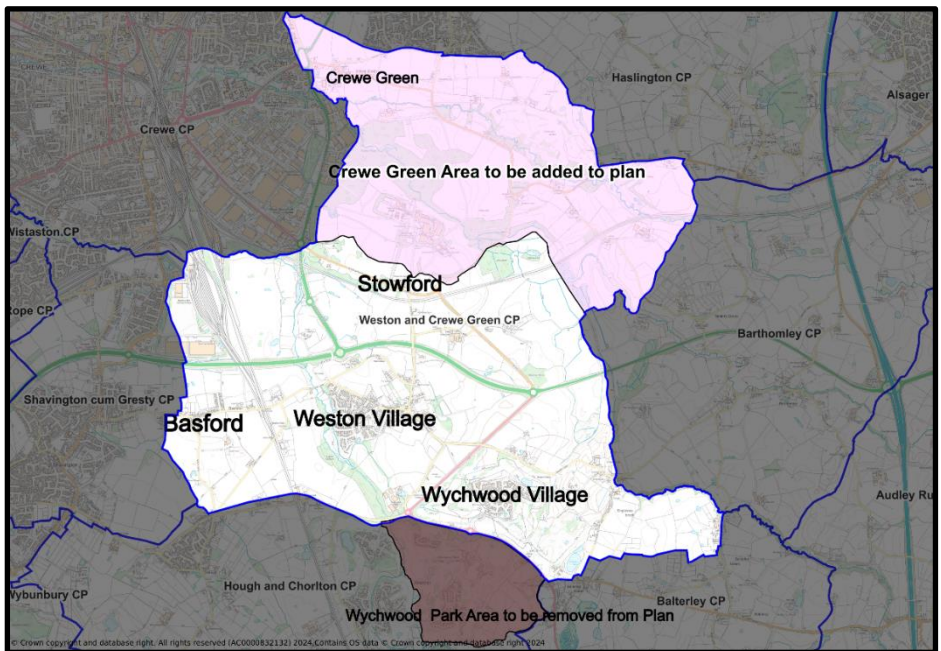 Crewe Green
Haslington CP
Alsager
Crewe CP
Crewe Green Area to be added to plan
Wistaston CP
Stowford
Rope CP
Weston and Crewe Green CP
Barthomley CP
Shavington cum Gresty CP
Basford
Weston Village
Wychwood Village
Audley Ru
Hough and Chorlton CP
Wybunbury CP
Balterley CP
Wychwood Park Area to be removed from Plan
© Crown copyright and database right. All rights reserved (AC0000832132) 2024.Contains OS data © Crown copyright and database right 2024